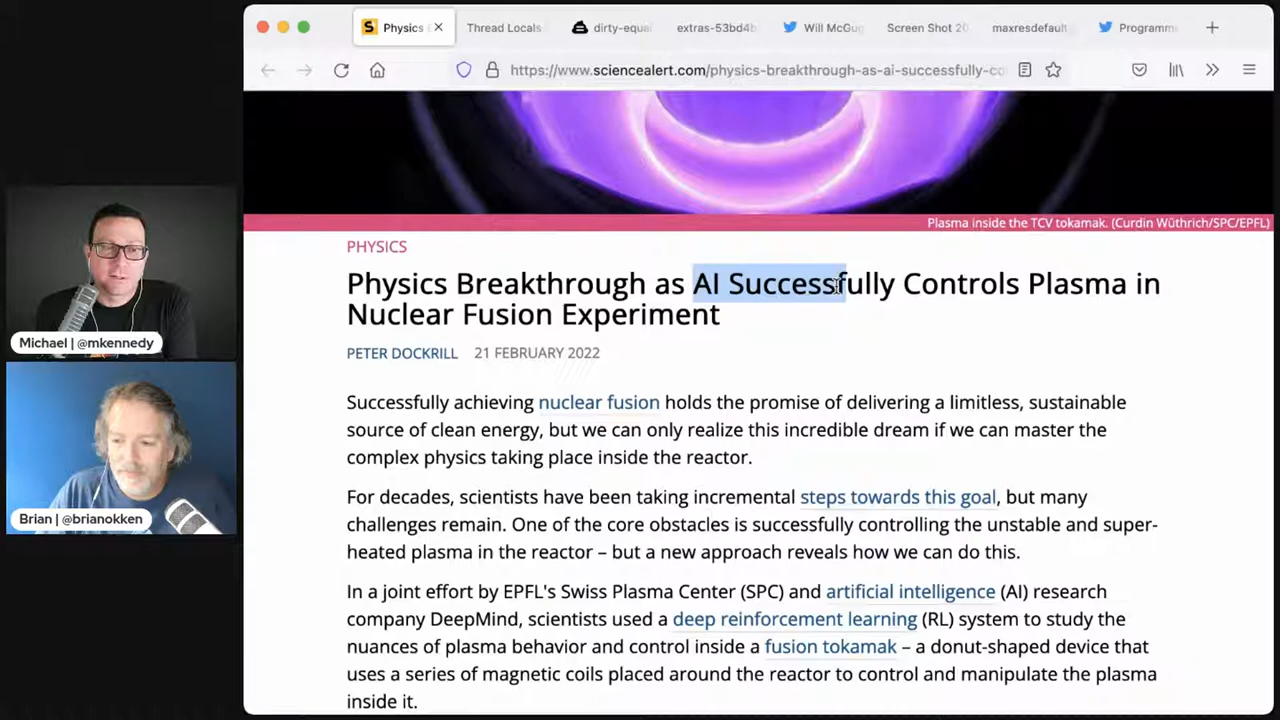 Physics
Thread Locals
dirty-equal
extras-53bd4b
Will McGug
Screen Shot 20
maxresdefault
Programme
https://www.sciencealert.com/physics-breakthrough-as-ai-successfully-co
Plasma inside the TCV tokamak. (Curdin Wüthrich/SPC/EPFL)
PHYSICS
Physics Breakthrough as AI Successfully Controls Plasma in
Nuclear Fusion Experiment
PETER DOCKRILL 21 FEBRUARY 2022
Successfully achieving nuclear fusion holds the promise of delivering a limitless, sustainable
source of clean energy, but we can only realize this incredible dream if we can master the
complex physics taking place inside the reactor.
For decades, scientists have been taking incremental steps towards this goal, but many
challenges remain. One of the core obstacles is successfully controlling the unstable and super-
heated plasma in the reactor – but a new approach reveals how we can do this.
In a joint effort by EPFL's Swiss Plasma Center (SPC) and artificial intelligence (AI) research
company DeepMind, scientists used a deep reinforcement learning (RL) system to study the
nuances of plasma behavior and control inside a fusion tokamak – a donut-shaped device that
uses a series of magnetic coils placed around the reactor to control and manipulate the plasma
inside it.
Michael | @mkennedy
Brian | @brianokken